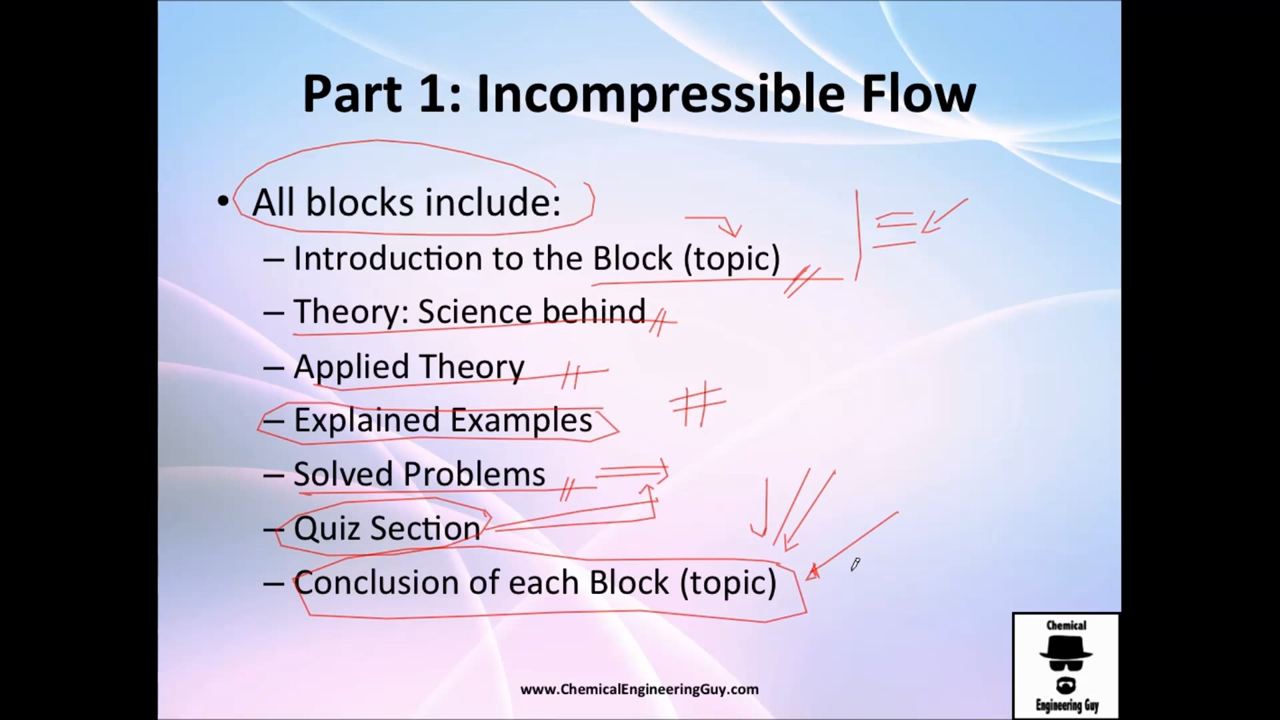 Part 1: Incompressible Flow
• All blocks include:
– Introduction to the Block (topic)
– Theory: Science behind
– Applied Theory
– Explained Examples
– Solved Problems
– Quiz Section
– Conclusion of each Block (topic)
www.ChemicalEngineeringGuy.com
Chemical
Engineering Guy